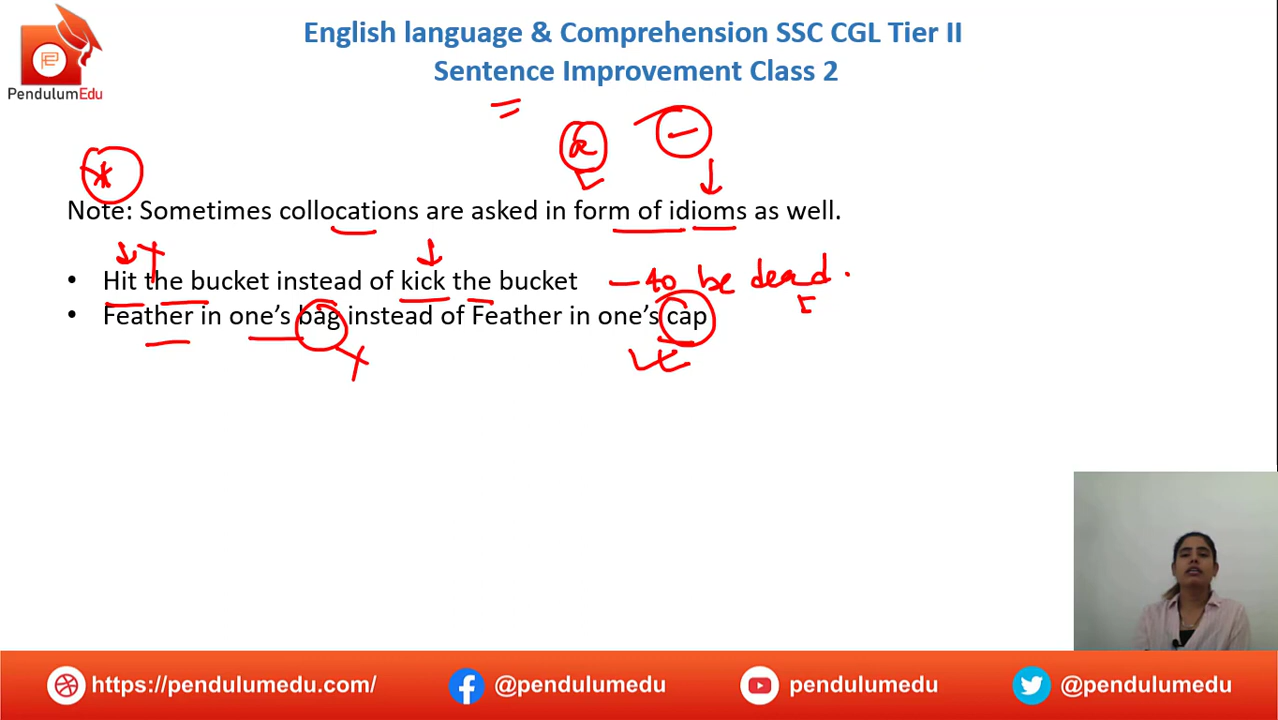 English language & Comprehension SSC CGL Tier II
Sentence Improvement Class 2
PendulumEdu
Note: Sometimes collocations are asked in form of idioms as well.
• Hit the bucket instead of kick the bucket – to be dead.
• Feather in one’s bag instead of Feather in one’s cap
https://pendulumedu.com/ @pendulumedu pendulumedu @pendulumedu